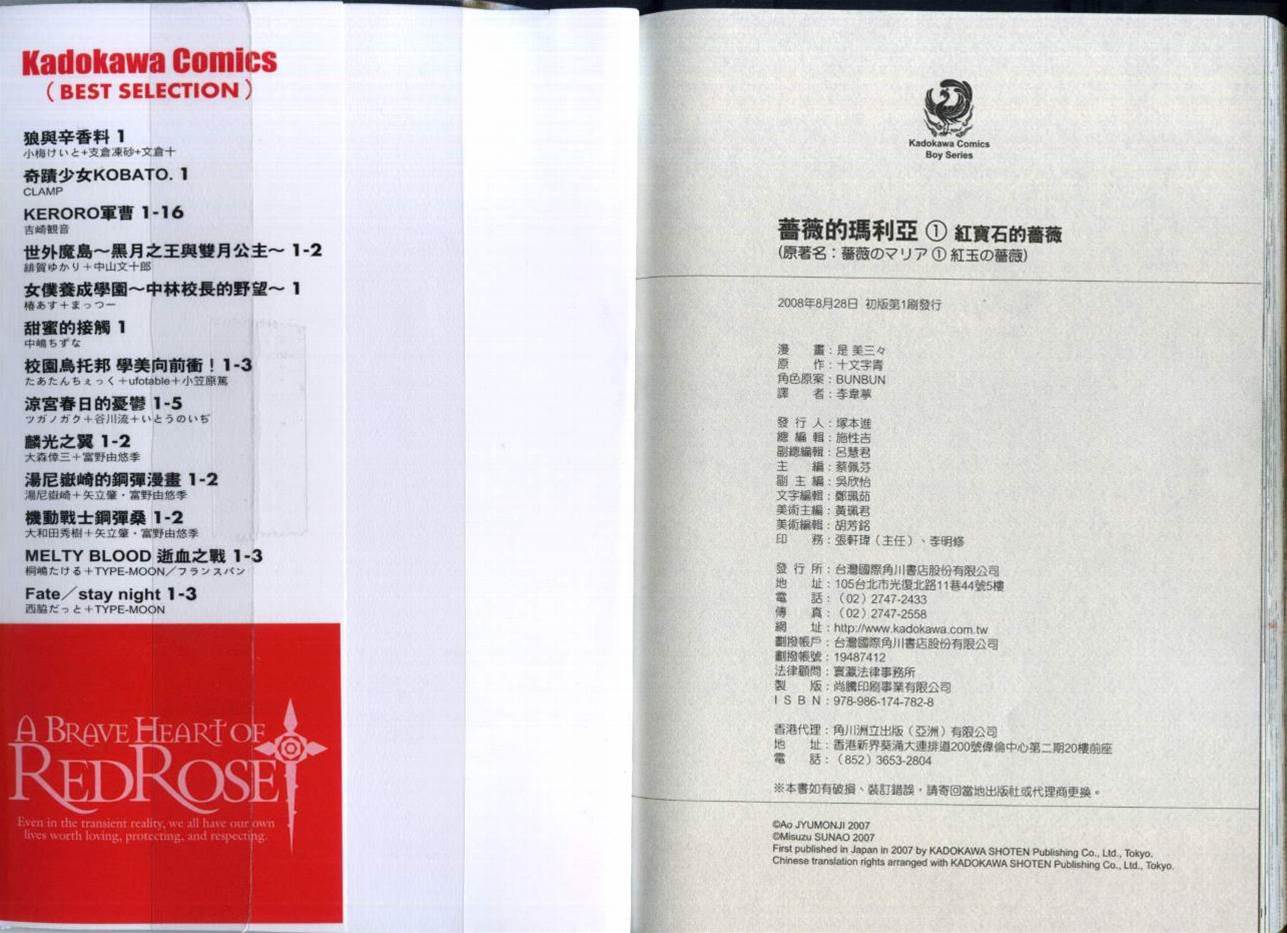 Kadokawa Comics
( BEST SELECTION )
狼與辛香料 1
小梅けいと+支倉凍砂+文倉十
奇蹟少女KOBATO. 1
CLAMP
KERORO軍曹 1-16
吉崎観音
世外魔島～黑月之王與雙月公主～ 1-2
緋賀ゆかり＋中山文十郎
女僕養成學園～中林校長的野望～ 1
椿あす＋まっつー
甜蜜的接觸 1
中嶋ちずな
校園烏托邦 學美向前衝！1-3
たあたんちぇっく＋ufotable＋小笠原篤
涼宮春日的憂鬱 1-5
ツガノガク＋谷川流＋いとうのいぢ
麟光之翼 1-2
大森倖三＋富野由悠季
湯尼嶽崎的鋼彈漫畫 1-2
湯尼嶽崎＋矢立肇・富野由悠季
機動戰士鋼彈桑 1-2
大和田秀樹＋矢立肇・富野由悠季
MELTY BLOOD 逝血之戰 1-3
桐嶋たける＋TYPE-MOON／フランスパン
Fate／stay night 1-3
西脇だっと＋TYPE-MOON
A BRAVE HEART OF
REDROSE
Even in the transient reality, we all have our own
lives worth loving, protecting, and respecting.
Kadokawa Comics
Boy Series
薔薇的瑪利亞 ① 紅寶石的薔薇
(原著名：薔薇のマリア ① 紅玉の薔薇)
2008年8月28日 初版第1刷發行
漫　　畫：是 美三々
原　　作：十文字青
角色原案：BUNBUN
譯　　者：李韋夢
發 行 人：塚本進
總 編 輯：施性吉
副總編輯：呂慧君
主　　編：蔡佩芬
副 主 編：吳欣怡
文字編輯：鄭珮茹
美術主編：黃珮君
美術編輯：胡芳銘
印　　務：張軒瑋（主任）、李明修
發 行 所：台灣國際角川書店股份有限公司
地　　址：105台北市光復北路11巷44號5樓
電　　話：（02）2747-2433
傳　　真：（02）2747-2558
網　　址：http://www.kadokawa.com.tw
劃撥帳戶：台灣國際角川書店股份有限公司
劃撥帳號：19487412
法律顧問：寰瀛法律事務所
製　　版：尚騰印刷事業有限公司
I S B N：978-986-174-782-8
香港代理：角川洲立出版（亞洲）有限公司
地　　址：香港新界葵涌大連排道200號偉倫中心第二期20樓前座
電　　話：（852）3653-2804
※本書如有破損、裝訂錯誤，請寄回當地出版社或代理商更換。
©Ao JYUMONJI 2007
©Misuzu SUNAO 2007
First published in Japan in 2007 by KADOKAWA SHOTEN Publishing Co., Ltd., Tokyo.
Chinese translation rights arranged with KADOKAWA SHOTEN Publishing Co., Ltd., Tokyo.